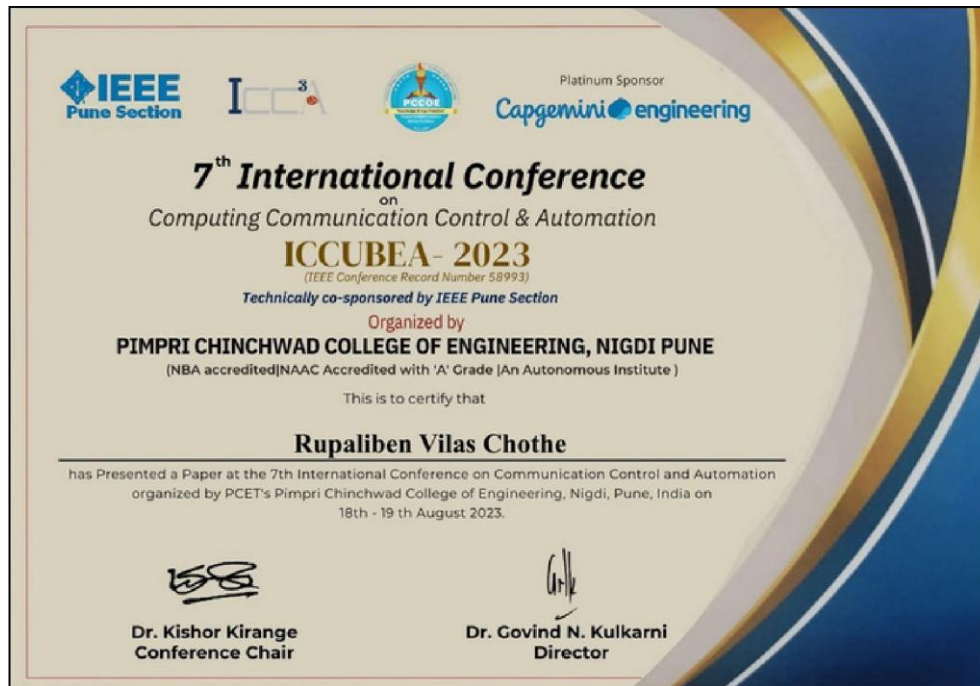 IEEE
Pune Section
ICC3A
PCCOE
Platinum Sponsor
Capgemini engineering
7th International Conference
on
Computing Communication Control & Automation
ICCUBEA- 2023
(IEEE Conference Record Number 58993)
Technically co-sponsored by IEEE Pune Section
Organized by
PIMPRI CHINCHWAD COLLEGE OF ENGINEERING, NIGDI PUNE
(NBA accredited|NAAC Accredited with 'A' Grade |An Autonomous Institute )
This is to certify that
Rupaliben Vilas Chothe
has Presented a Paper at the 7th International Conference on Communication Control and Automation
organized by PCET's Pimpri Chinchwad College of Engineering, Nigdi, Pune, India on
18th - 19 th August 2023.
Dr. Kishor Kirange
Conference Chair
Dr. Govind N. Kulkarni
Director